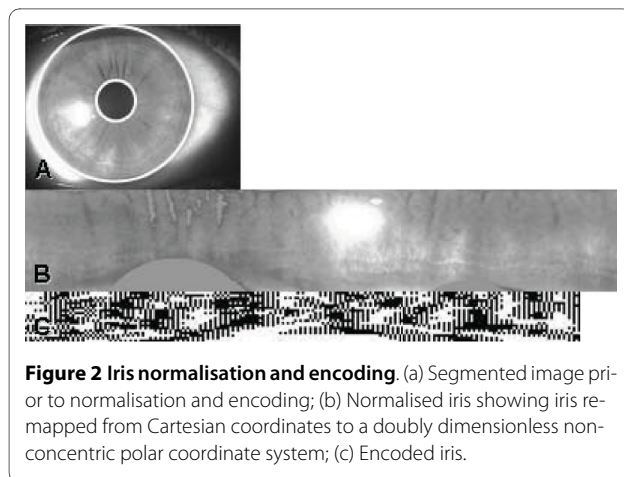 A
B
C
Figure 2 Iris normalisation and encoding. (a) Segmented image pri-
or to normalisation and encoding; (b) Normalised iris showing iris re-
mapped from Cartesian coordinates to a doubly dimensionless non-
concentric polar coordinate system; (c) Encoded iris.